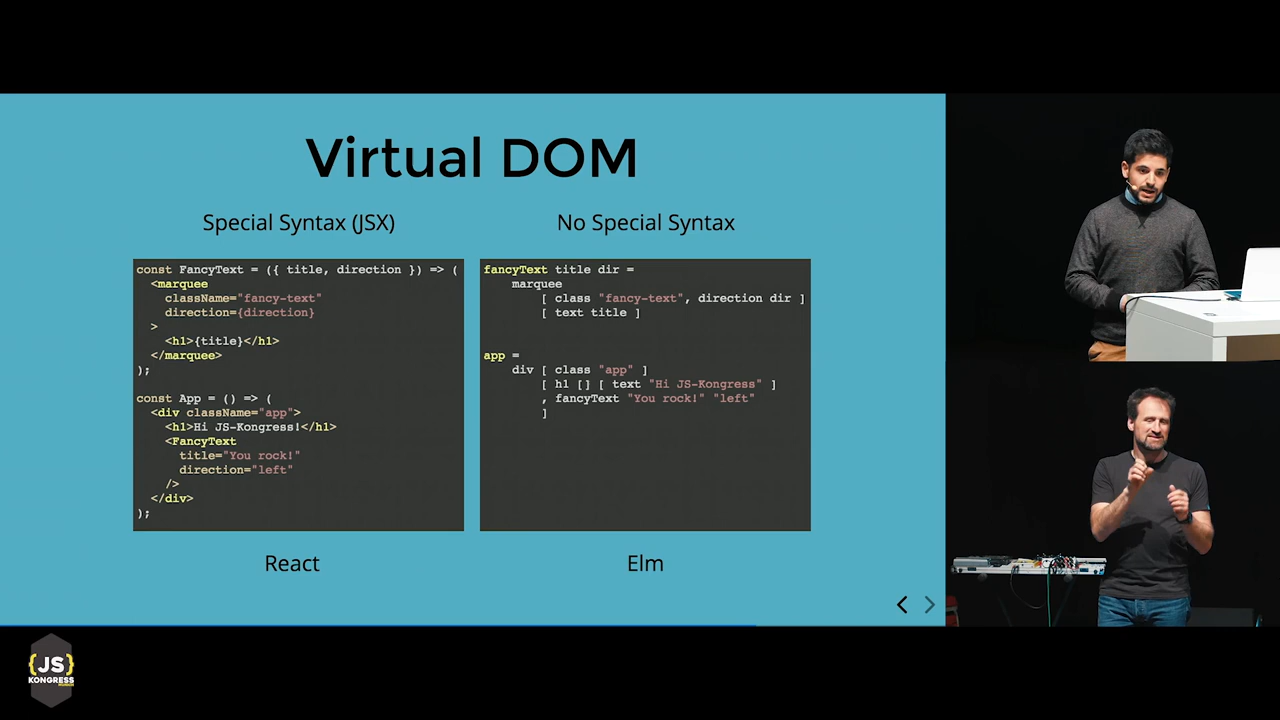 Virtual DOM
Special Syntax (JSX)
const FancyText = ({ title, direction }) => (
  <marquee
    className="fancy-text"
    direction={direction}
  >
    <h1>{title}</h1>
  </marquee>
);
const App = () => (
  <div className="app">
    <h1>Hi JS-Kongress!</h1>
    <FancyText
      title="You rock!"
      direction="left"
    />
  </div>
);
React
No Special Syntax
fancyText title dir =
    marquee
        [ class "fancy-text", direction dir ]
        [ text title ]
app =
    div [ class "app" ]
        [ h1 [] [ text "Hi JS-Kongress" ]
        , fancyText "You rock!" "left"
        ]
Elm
{JS}
KONGRESS